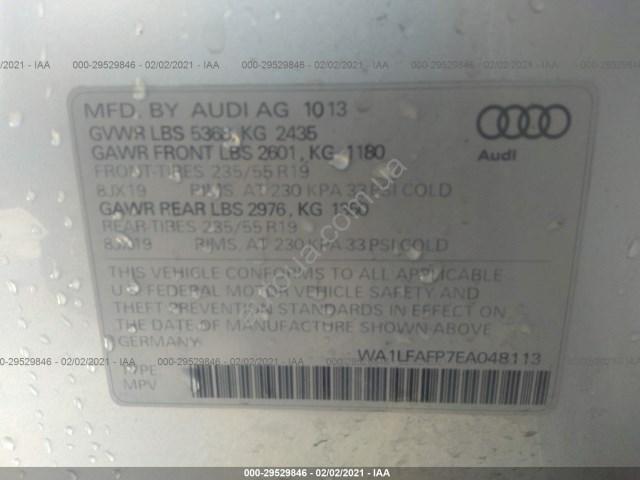 000-29529846 - 02/02/2021 - IAA
MFD. BY AUDI AG 10 13
GVWR LBS 5368, KG 2435
GAWR FRONT LBS 2601, KG 1180
FRONT-TIRES 235/55 R19
8JX19 RIMS, AT 230 KPA 33 PSI COLD
GAWR REAR LBS 2976, KG 1350
REAR-TIRES 235/55 R19
8JX19 RIMS, AT 230 KPA 33 PSI COLD
Audi
THIS VEHICLE CONFORMS TO ALL APPLICABLE
U S FEDERAL MOTOR VEHICLE SAFETY AND
THEFT PREVENTION STANDARDS IN EFFECT ON
THE DATE OF MANUFACTURE SHOWN ABOVE
GERMANY
WA1LFAFP7EA048113
TYPE
MPV
000-29529846 - 02/02/2021 - IAA